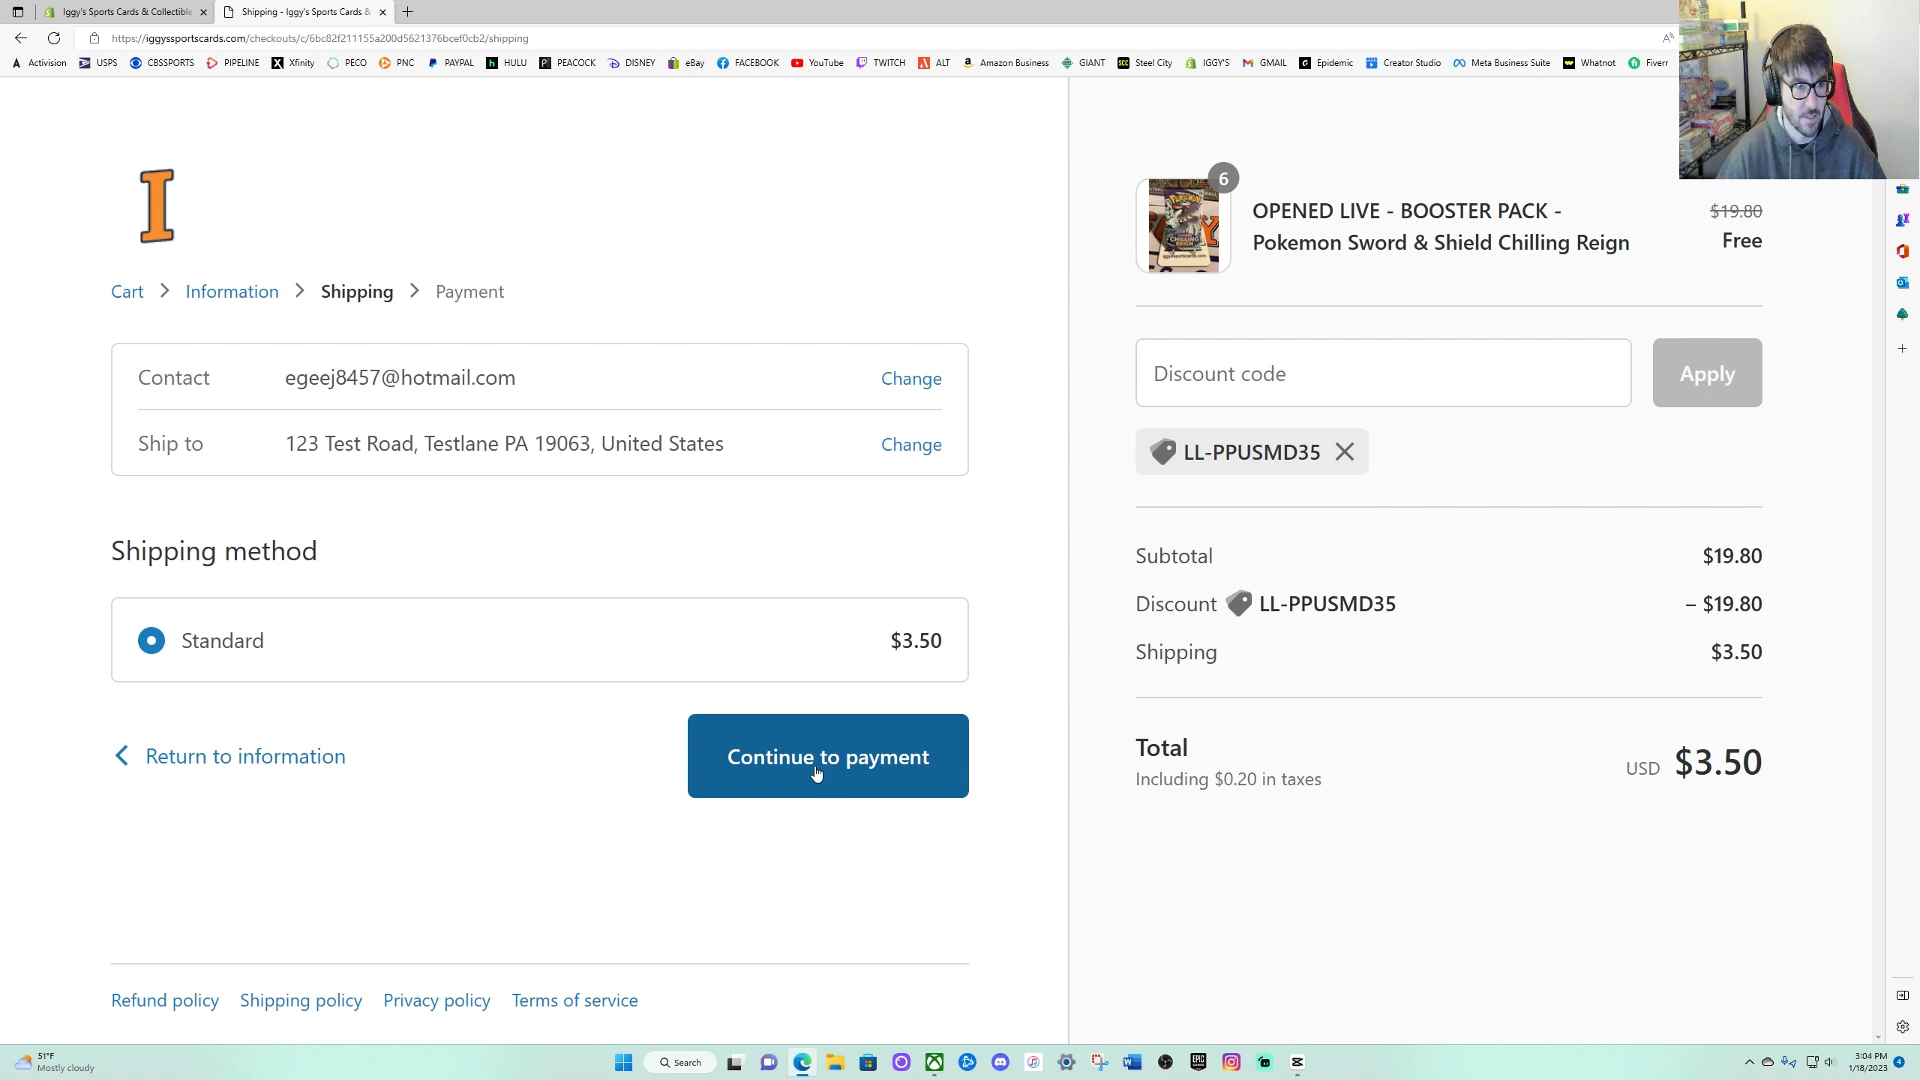 Iggy's Sports Cards & Collectible
Shipping - Iggy's Sports Cards &
https://iggyssportscards.com/checkouts/c/6bc82f211155a200d5621376bcef0cb2/shipping
Activision USPS CBSSPORTS PIPELINE Xfinity PECO PNC PAYPAL HULU PEACOCK DISNEY eBay FACEBOOK YouTube TWITCH ALT Amazon Business GIANT Steel City IGGY'S GMAIL Epidemic Creator Studio Meta Business Suite Whatnot Fiverr
I
Cart > Information > Shipping > Payment
Contact egeej8457@hotmail.com Change
Ship to 123 Test Road, Testlane PA 19063, United States Change
Shipping method
Standard $3.50
Return to information
Continue to payment
Refund policy Shipping policy Privacy policy Terms of service
6
OPENED LIVE - BOOSTER PACK - $19.80
Pokemon Sword & Shield Chilling Reign Free
Discount code Apply
LL-PPUSMD35
Subtotal $19.80
Discount LL-PPUSMD35 – $19.80
Shipping $3.50
Total
Including $0.20 in taxes
USD $3.50
51°F
Mostly cloudy
Search
3:04 PM
1/18/2023
4